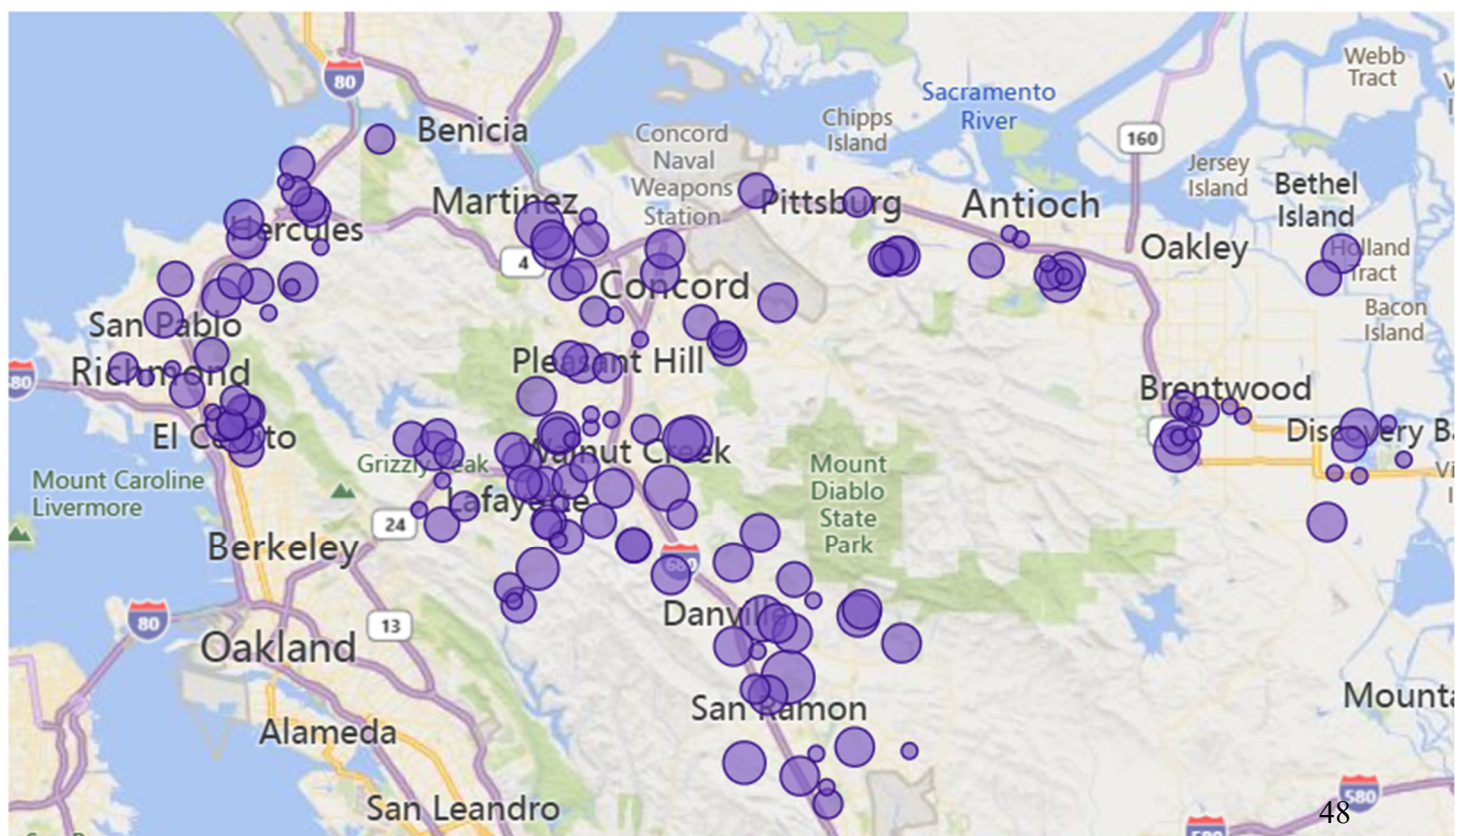 80
Benicia
Concord
Naval
Weapons
Station
Chipps
Island
Sacramento
River
160
Webb
Tract
Jersey
Island
Bethel
Island
Martinez
Pittsburg
Antioch
Hercules
Oakley
Holland
Tract
4
Concord
Bacon
Island
San Pablo
Pleasant Hill
Richmond
80
Brentwood
El Cerrito
Walnut Creek
Discovery Ba
Grizzly Peak
Mount Caroline
Livermore
Lafayette
Mount
Diablo
State
Park
24
Berkeley
680
80
13
Danville
Oakland
San Ramon
Mounta
Alameda
San Leandro
580
48
580